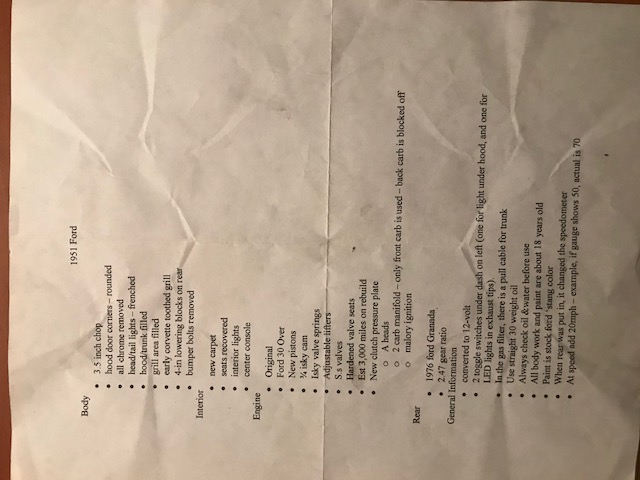 1951 Ford
Body
• 3.5 inch chop
• hood door corners – rounded
• all chrome removed
• head/tail lights – frenched
• hood/trunk filled
• grill area filled
• early corvette toothed grill
• 4-in lowering blocks on rear
• bumper bolts removed
Interior
• new carpet
• seats recovered
• interior lights
• center console
Engine
• Original
• Ford 30 Over
• New pistons
• ¾ isky cam
• Isky valve springs
• Adjustable lifters
• S.s valves
• Hardened valve seats
• Est 3,000 miles on rebuild
• New clutch pressure plate
o A heads
o 2 carb manifold – only front carb is used – back carb is blocked off
o malory ignition
Rear
• 1976 ford Granada
• 2.47 gear ratio
General Information
• converted to 12-volt
• 2 toggle switches under dash on left (one for light under hood, and one for
LED lights in exhaust tips)
• In the gas filter, there is a pull cable for trunk
• Use straight 30 weight oil
• Always check oil &water before use
• All body work and paint are about 18 years old
• Paint is stock ford 'stang color
• When rear was put in, it changed the speedometer
• At speed add 20mph – example, if gauge shows 50, actual is 70